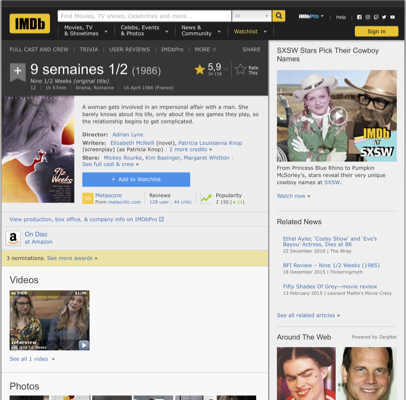 IMDb
Find Movies, TV shows, Celebrities and more...
All
IMDbPro
Help
Movies, TV & Showtimes
Celebs, Events & Photos
News & Community
Watchlist
Sign in
FULL CAST AND CREW | TRIVIA | USER REVIEWS | IMDbPro | MORE
SHARE
9 semaines 1/2 (1986)
Nine 1/2 Weeks (original title)
12 | 1h 57min | Drama, Romance | 16 April 1986 (France)
5,9
Rate This
A woman gets involved in an impersonal affair with a man. She
barely knows about his life, only about the sex games they play, so
the relationship begins to get complicated.
Director: Adrian Lyne
Writers: Elizabeth McNeill (novel), Patricia Louisianna Knop
(screenplay) (as Patricia Knop) | 2 more credits »
Stars: Mickey Rourke, Kim Basinger, Margaret Whitton |
See full cast & crew »
+ Add to Watchlist
Metascore
From metacritic.com
Reviews
128 user | 44 critic
Popularity
2 150
View production, box office, & company info on IMDbPro
On Disc
at Amazon
3 nominations. See more awards »
Videos
Interview
See all 1 video »
Photos
SXSW Stars Pick Their Cowboy
Names
IMDb
AT
SXSW
From Princess Blue Rhino to Pumpkin
McSorley's, stars reveal their very
unique cowboy names at SXSW.
Watch now »
Related News
Ethel Ayler, 'Cosby Show' and 'Eve's
Bayou' Actress, Dies at 88
22 December 2018 | The Wrap
BFI Review – Nine 1/2 Weeks (1985)
18 December 2015 | Flickeringmyth
Fifty Shades Of Grey—movie review
13 February 2015 | Leonard Maltin's Movie Crazy
See all related articles »
Around The Web
Powered by ZergNet